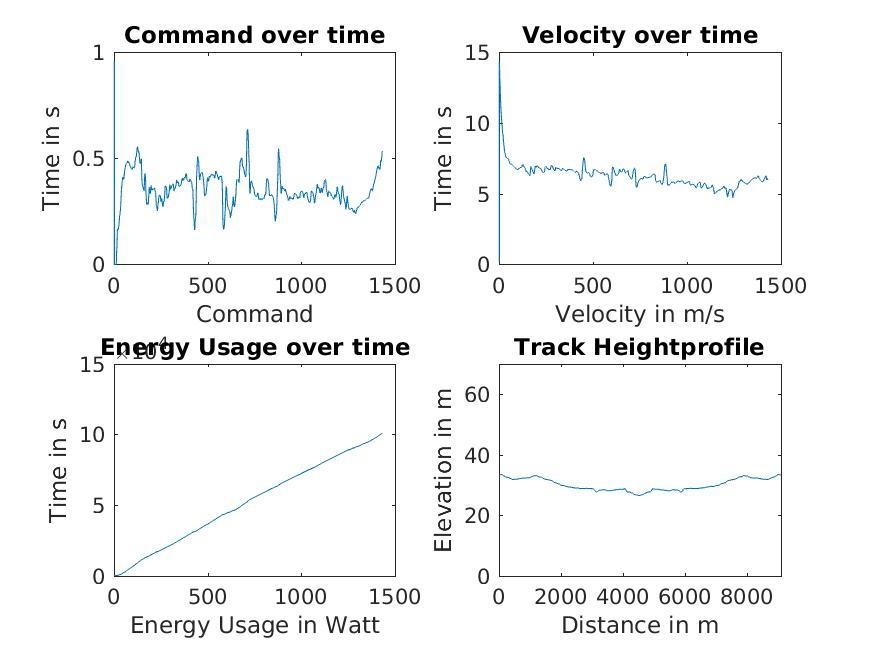 Command over time
1
0.5
0
Time in s
0 500 1000 1500
Command
Velocity over time
15
10
5
0
Time in s
0 500 1000 1500
Velocity in m/s
Energy Usage over time
×10⁴
15
10
5
0
Time in s
0 500 1000 1500
Energy Usage in Watt
Track Heightprofile
60
40
20
0
Elevation in m
0 2000 4000 6000 8000
Distance in m